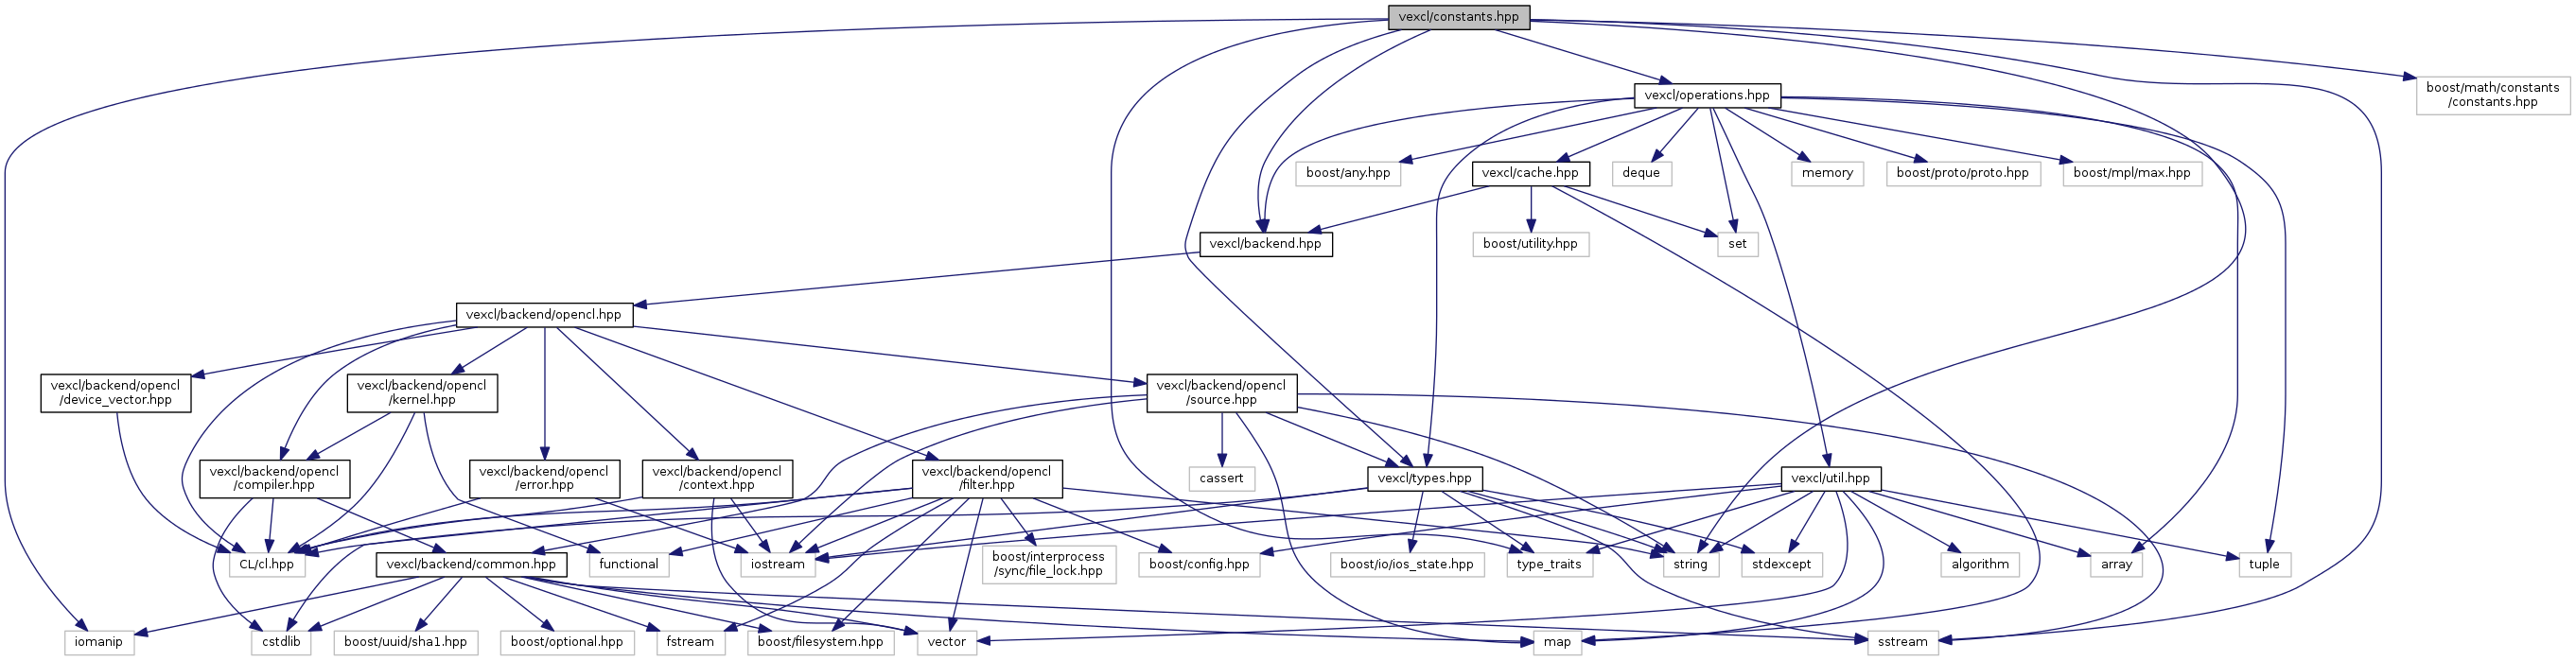 vexcl/constants.hpp
boost/math/constants
/constants.hpp
vexcl/operations.hpp
boost/any.hpp
vexcl/cache.hpp
deque
memory
boost/proto/proto.hpp
boost/mpl/max.hpp
vexcl/backend.hpp
boost/utility.hpp
set
vexcl/backend/opencl.hpp
vexcl/backend/opencl
/device_vector.hpp
vexcl/backend/opencl
/kernel.hpp
vexcl/backend/opencl
/source.hpp
vexcl/backend/opencl
/compiler.hpp
vexcl/backend/opencl
/error.hpp
vexcl/backend/opencl
/context.hpp
vexcl/backend/opencl
/filter.hpp
cassert
vexcl/types.hpp
vexcl/util.hpp
CL/cl.hpp
vexcl/backend/common.hpp
functional
iostream
boost/interprocess
/sync/file_lock.hpp
boost/config.hpp
boost/io/ios_state.hpp
type_traits
string
stdexcept
algorithm
array
tuple
iomanip
cstdlib
boost/uuid/sha1.hpp
boost/optional.hpp
fstream
boost/filesystem.hpp
vector
map
sstream